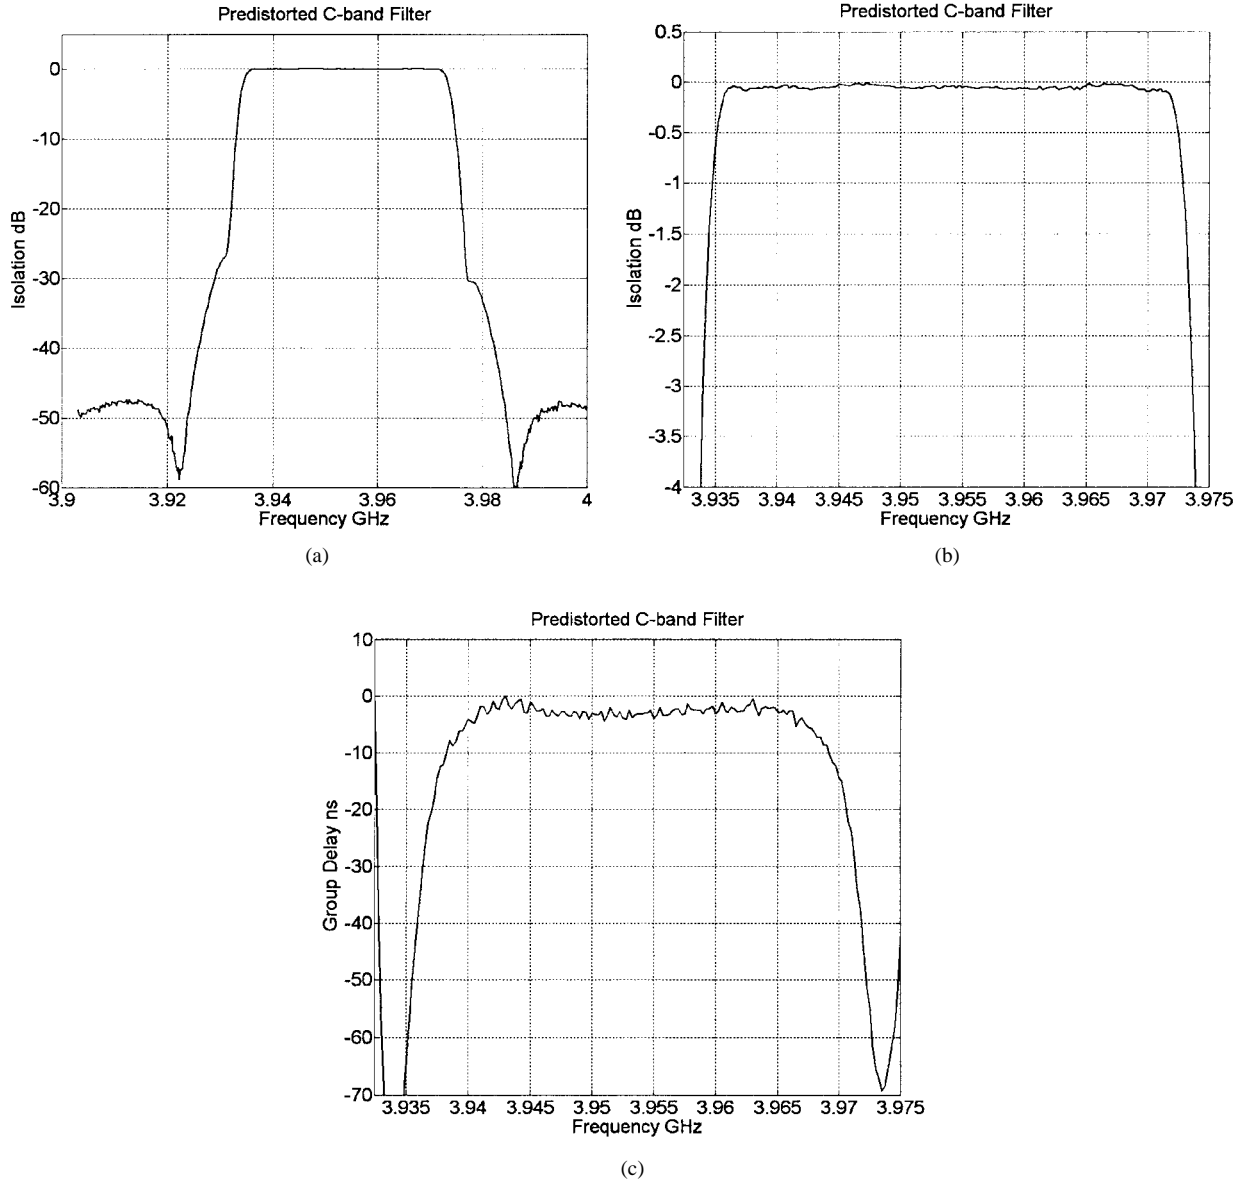 Predistorted C-band Filter
0
-10
-20
-30
-40
-50
-60
Isolation dB
3.9 3.92 3.94 3.96 3.98 4
Frequency GHz
(a)
Predistorted C-band Filter
0.5
0
-0.5
-1
-1.5
-2
-2.5
-3
-3.5
-4
Isolation dB
3.935 3.94 3.945 3.95 3.955 3.96 3.965 3.97 3.975
Frequency GHz
(b)
Predistorted C-band Filter
10
0
-10
-20
-30
-40
-50
-60
-70
Group Delay ns
3.935 3.94 3.945 3.95 3.955 3.96 3.965 3.97 3.975
Frequency GHz
(c)